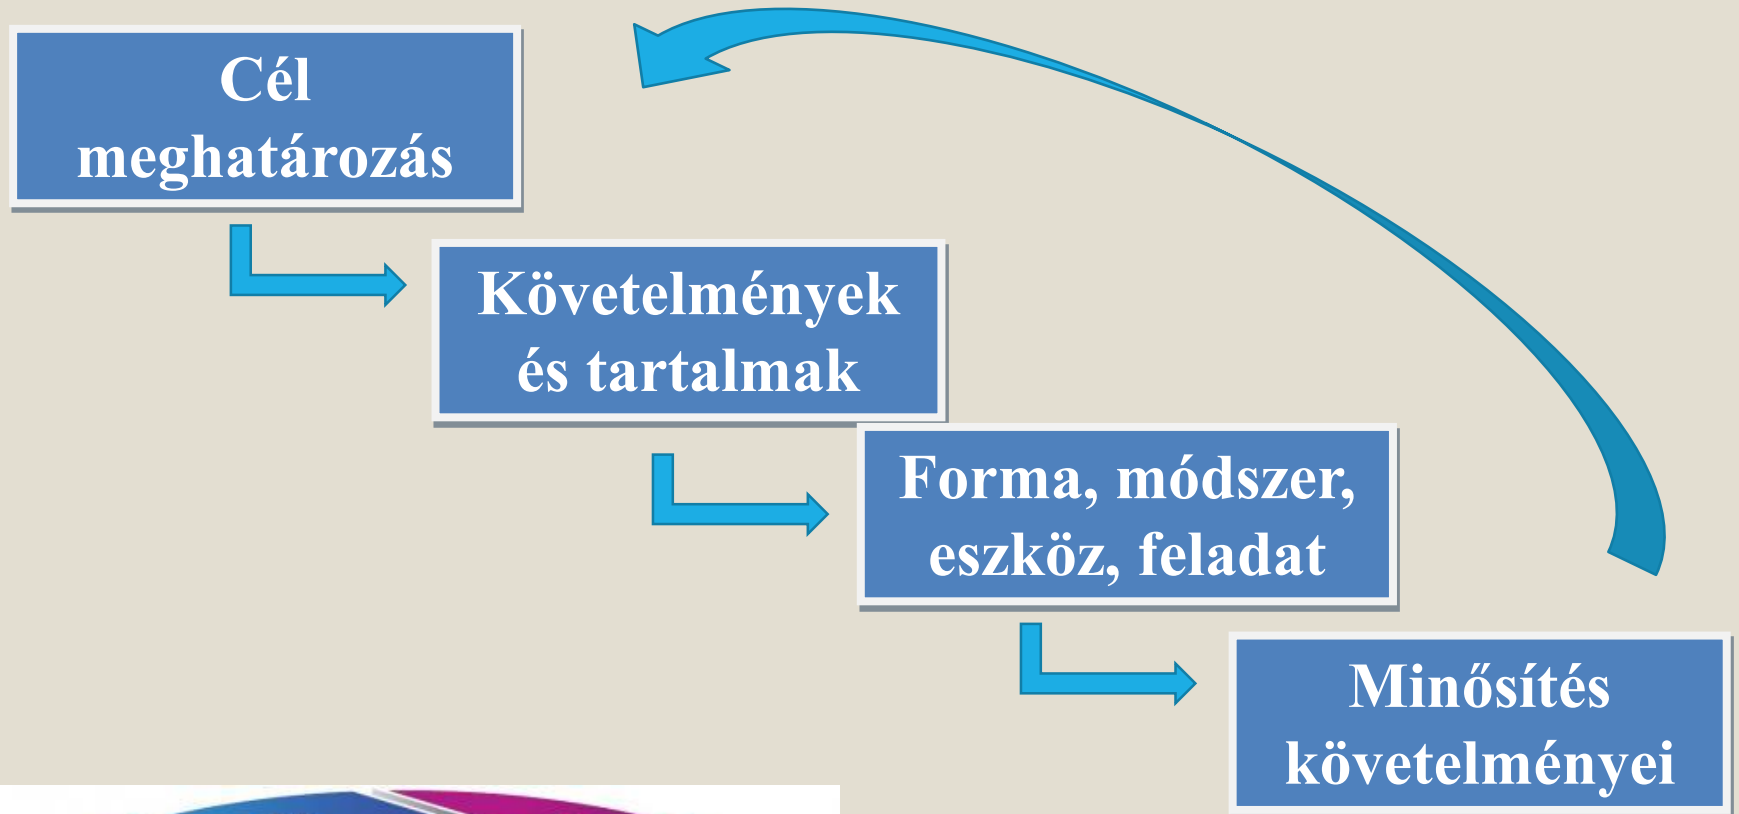 Cél
meghatározás
Követelmények
és tartalmak
Forma, módszer,
eszköz, feladat
Minősítés
követelményei